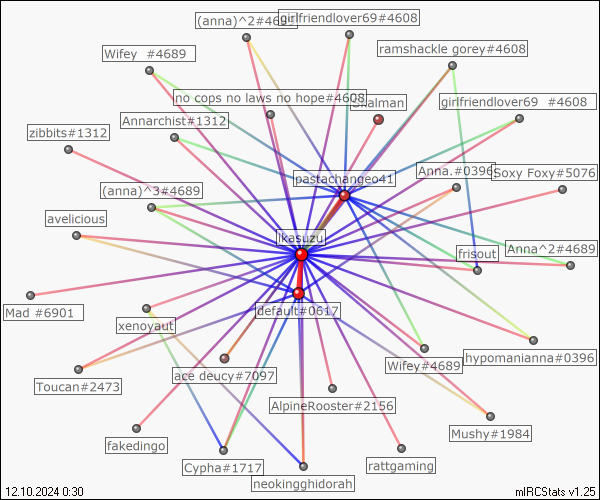 (anna)^2#4689
girlfriendlover69#4608
ramshackle gorey#4608
Wifey  #4689
no cops no laws no hope#4608
girlfriendlover69  #4608
Annarchist#1312
zibbits#1312
pastachangeo41
Anna.#0396
Soxy Foxy#5076
(anna)^3#4689
avelicious
ikasuzu
frisout
Anna^2#4689
Mad #6901
xenoyaut
default#0617
Wifey#4689
hypomanianna#0396
ace deucy#7097
Toucan#2473
AlpineRooster#2156
Mushy#1984
fakedingo
Cypha#1717
rattgaming
neokingghidorah
12.10.2024 0:30
mIRCStats v1.25